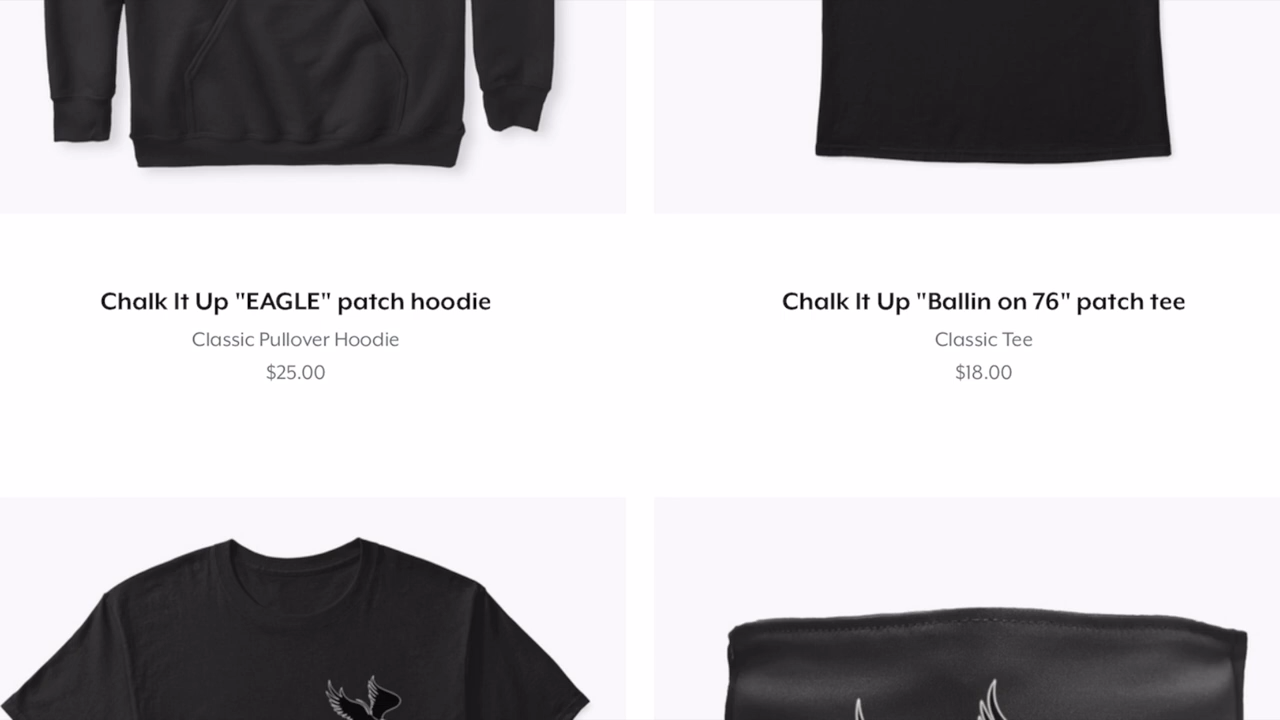 Chalk It Up "EAGLE" patch hoodie
Classic Pullover Hoodie
$25.00
Chalk It Up "Ballin on 76" patch tee
Classic Tee
$18.00